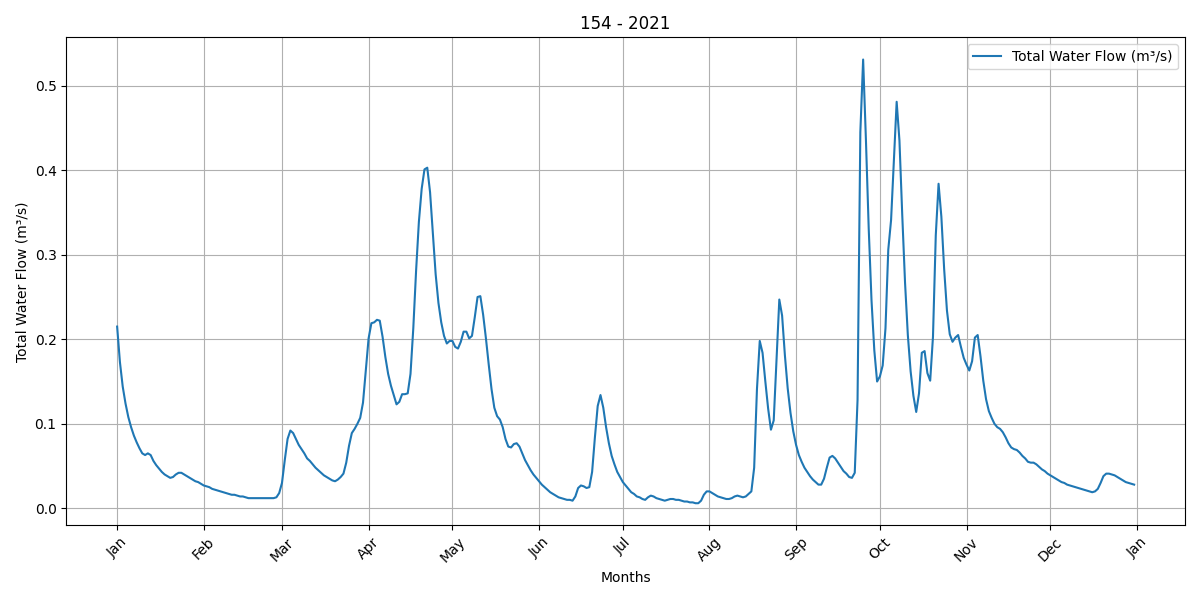 154 - 2021
Total Water Flow (m³/s)
Total Water Flow (m³/s)
0.5
0.4
0.3
0.2
0.1
0.0
Jan Feb Mar Apr May Jun Jul Aug Sep Oct Nov Dec Jan
Months